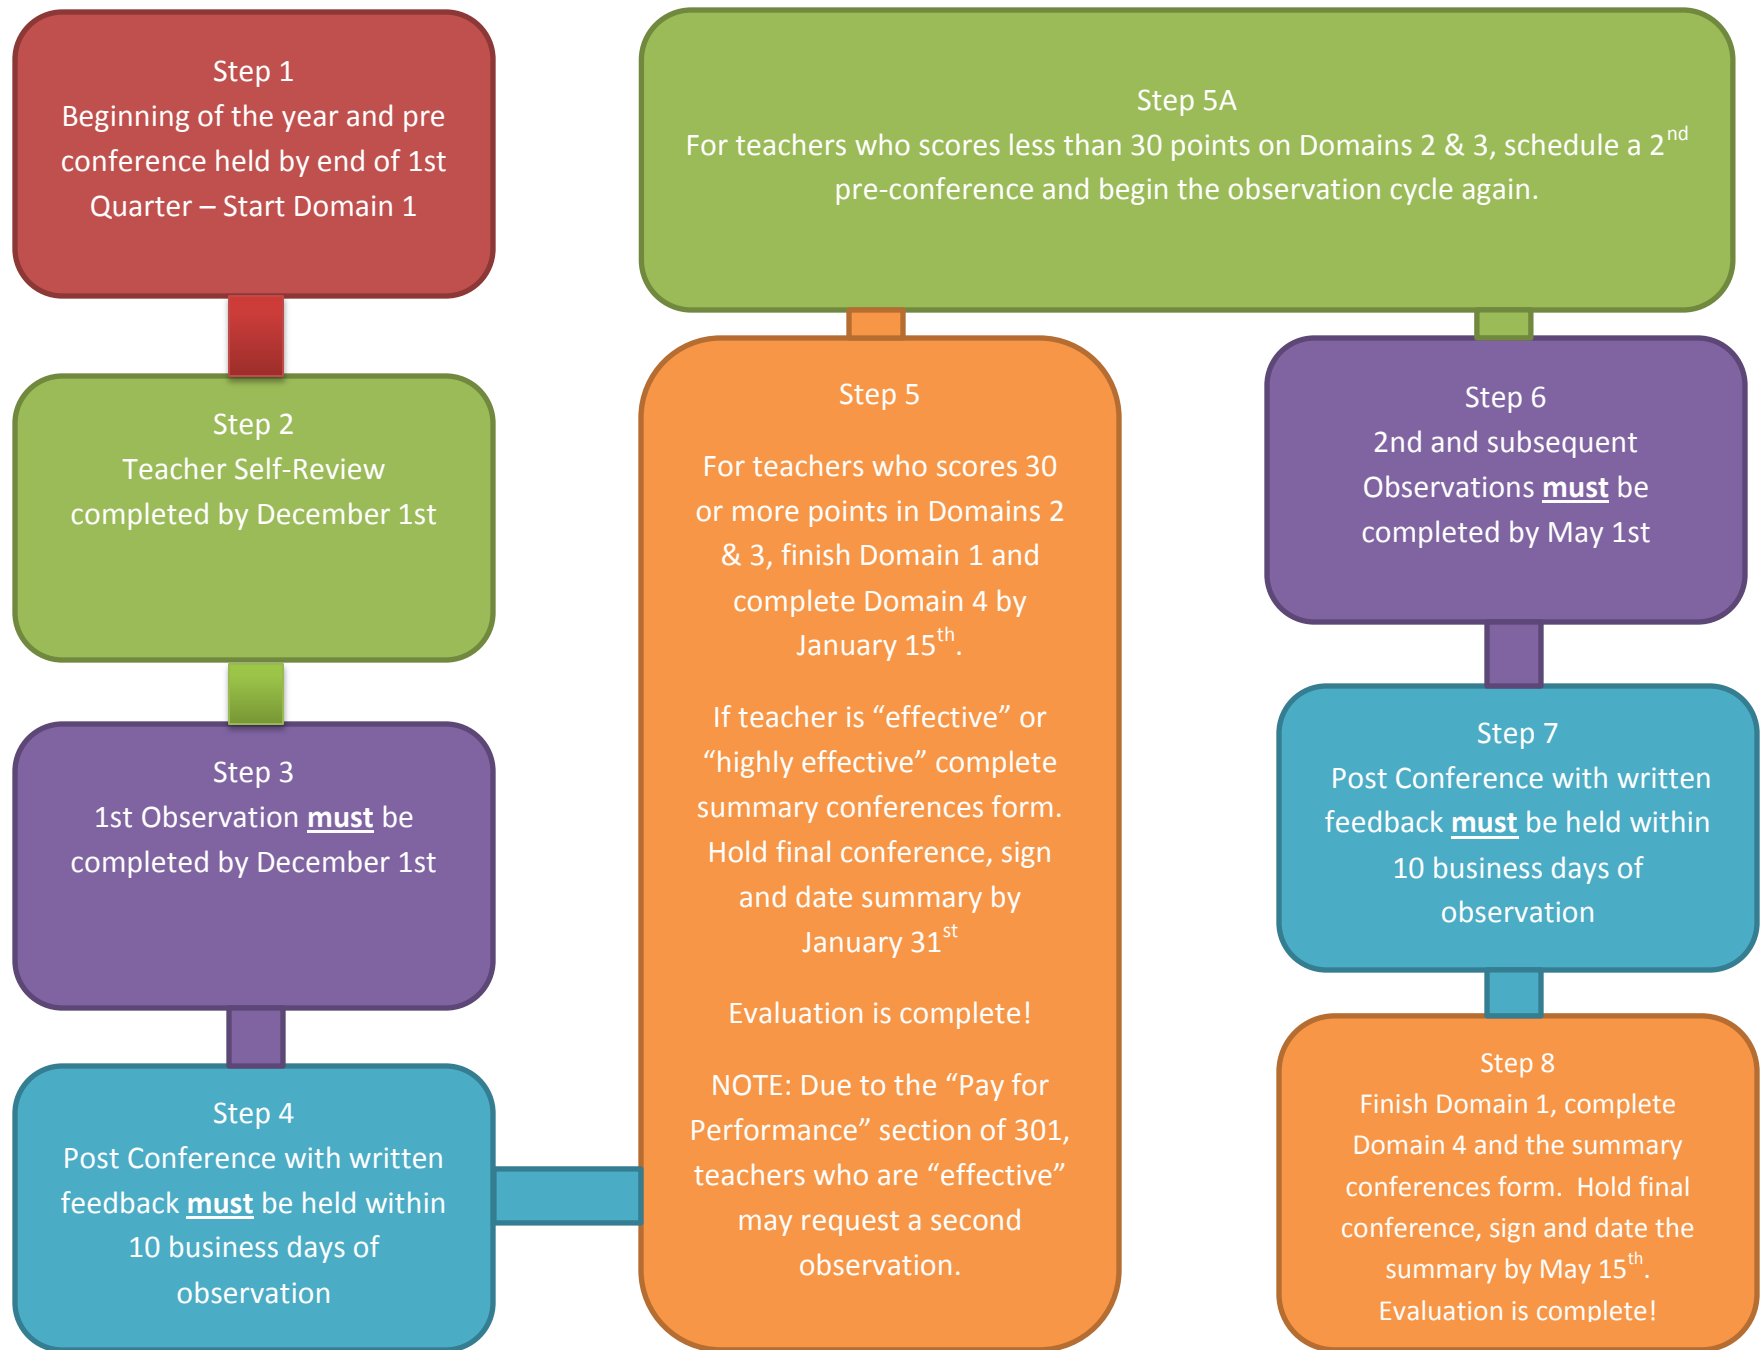 Step 1
Beginning of the year and pre
conference held by end of 1st
Quarter – Start Domain 1
Step 2
Teacher Self-Review
completed by December 1st
Step 3
1st Observation must be
completed by December 1st
Step 4
Post Conference with written
feedback must be held within
10 business days of
observation
Step 5
For teachers who scores 30
or more points in Domains 2
& 3, finish Domain 1 and
complete Domain 4 by
January 15th.
If teacher is “effective” or
“highly effective” complete
summary conferences form.
Hold final conference, sign
and date summary by
January 31st
Evaluation is complete!
NOTE: Due to the “Pay for
Performance” section of 301,
teachers who are “effective”
may request a second
observation.
Step 5A
For teachers who scores less than 30 points on Domains 2 & 3, schedule a 2nd
pre-conference and begin the observation cycle again.
Step 6
2nd and subsequent
Observations must be
completed by May 1st
Step 7
Post Conference with written
feedback must be held within
10 business days of
observation
Step 8
Finish Domain 1, complete
Domain 4 and the summary
conferences form.  Hold final
conference, sign and date the
summary by May 15th.
Evaluation is complete!